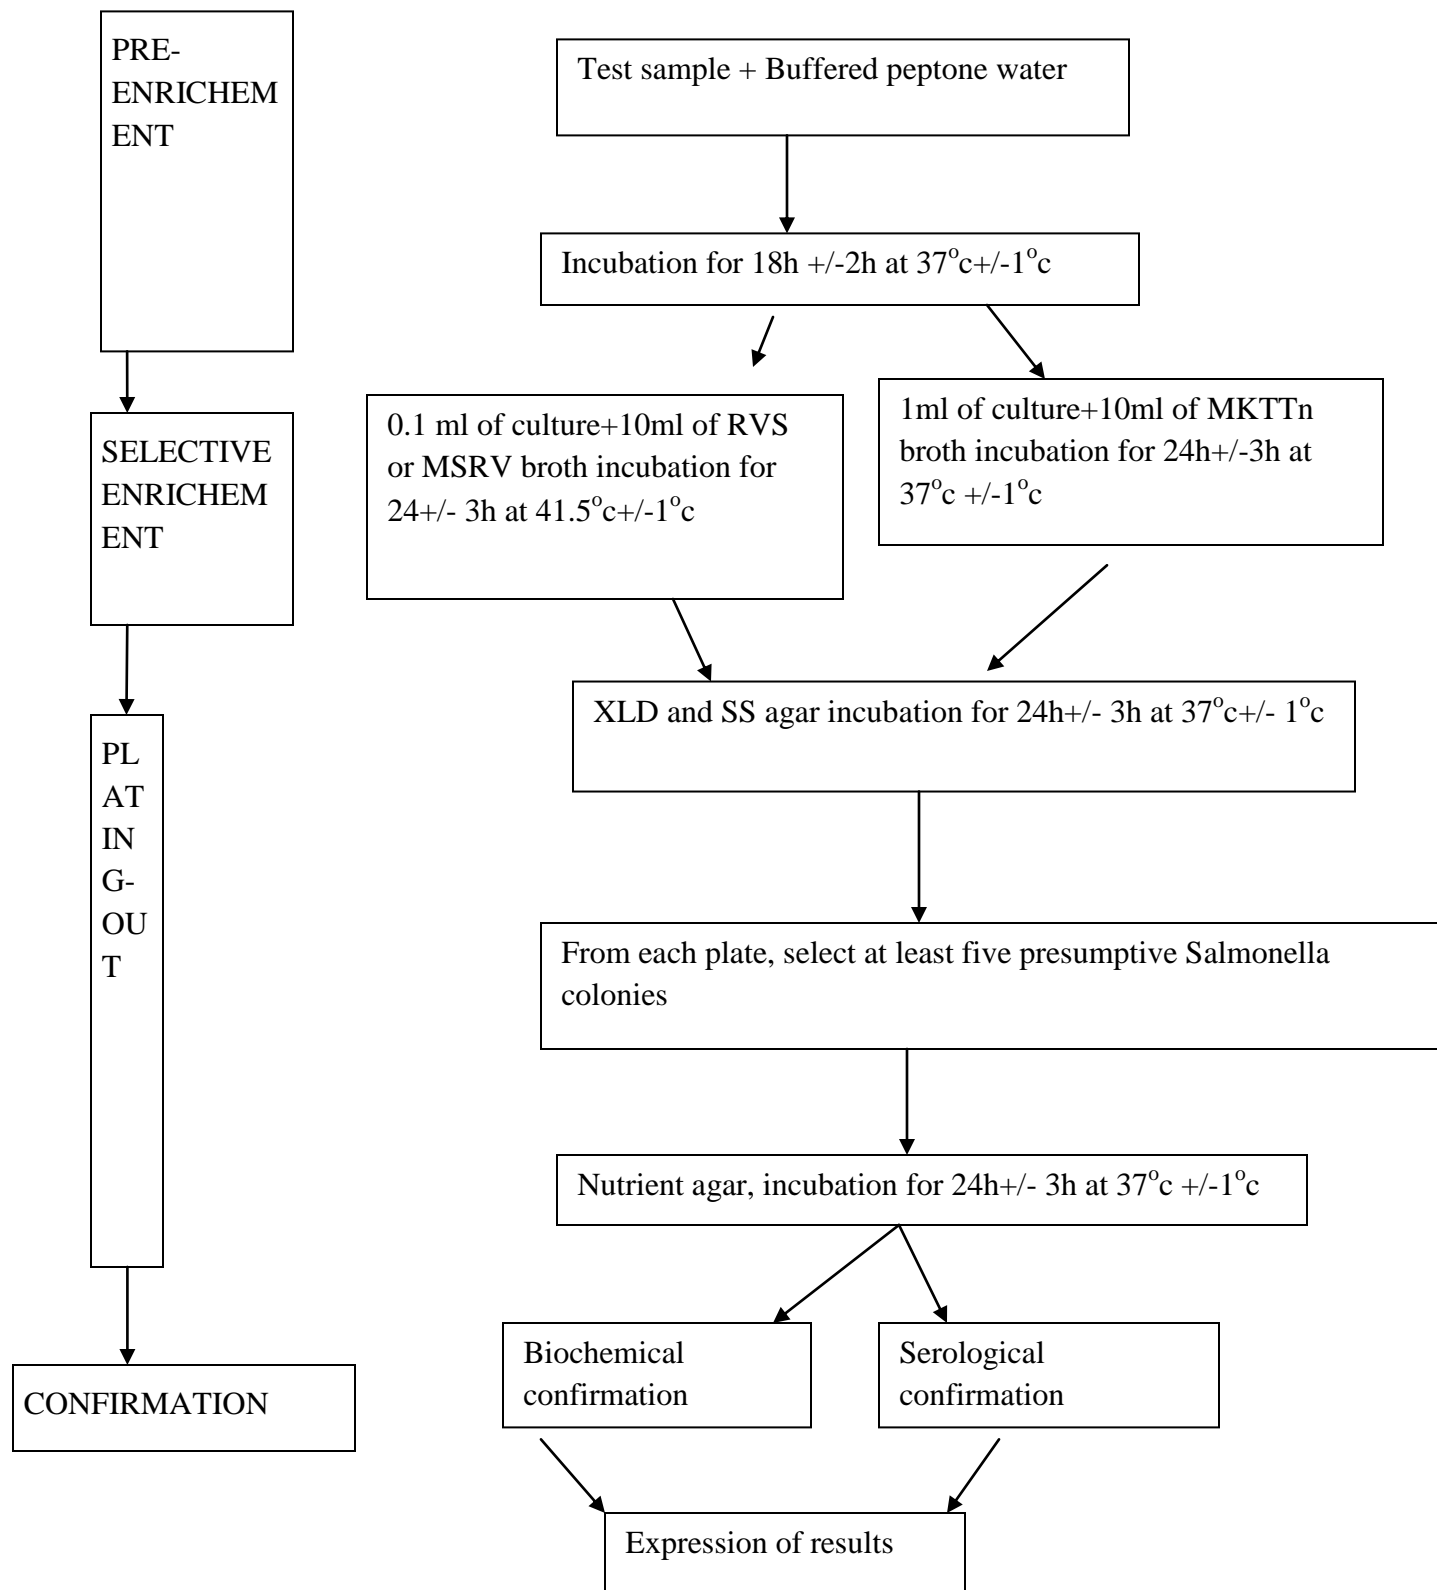 PRE-
ENRICHEM
ENT
Test sample + Buffered peptone water
Incubation for 18h +/-2h at 37°c+/-1°c
SELECTIVE
ENRICHEM
ENT
0.1 ml of culture+10ml of RVS
or MSRV broth incubation for
24+/- 3h at 41.5°c+/-1°c
1ml of culture+10ml of MKTTn
broth incubation for 24h+/-3h at
37°c +/-1°c
XLD and SS agar incubation for 24h+/- 3h at 37°c+/- 1°c
PL
AT
IN
G-
OU
T
From each plate, select at least five presumptive Salmonella
colonies
Nutrient agar, incubation for 24h+/- 3h at 37°c +/-1°c
Biochemical
confirmation
Serological
confirmation
CONFIRMATION
Expression of results